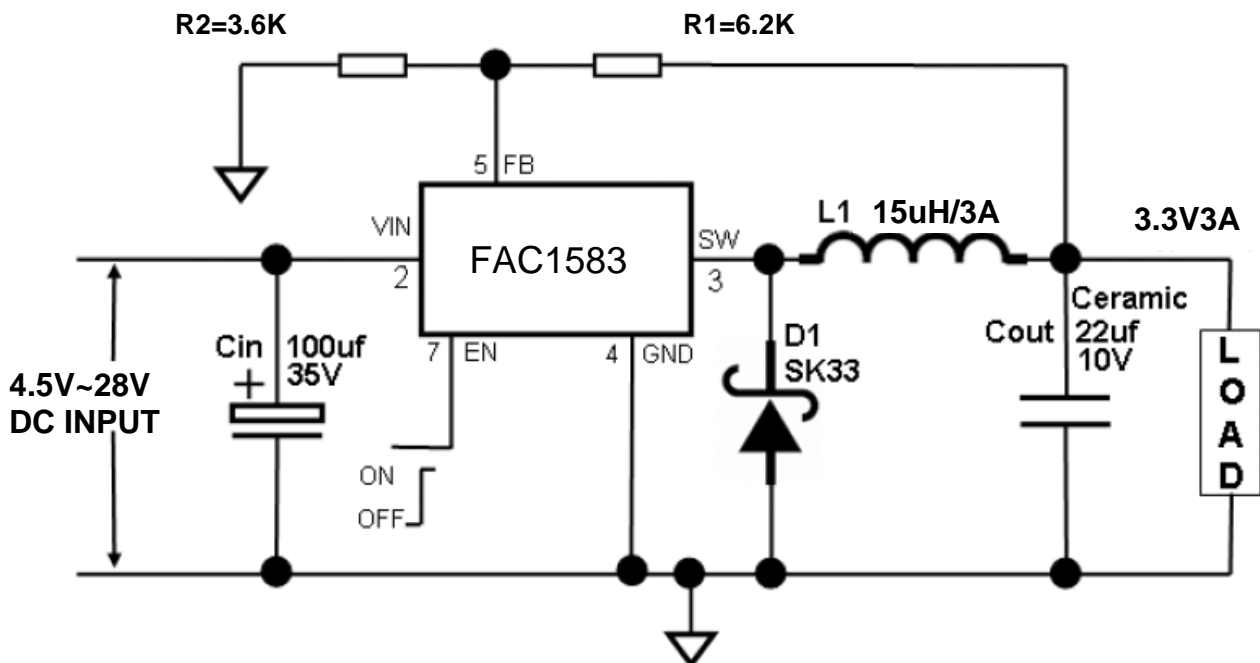 R2=3.6K
R1=6.2K
5 FB
VIN
2
FAC1583
SW
3
L1 15uH/3A
3.3V3A
7 EN
4 GND
Cin 100uf
+ 35V
4.5V~28V
DC INPUT
D1
SK33
Ceramic
Cout 22uf
10V
LOAD
ON
OFF